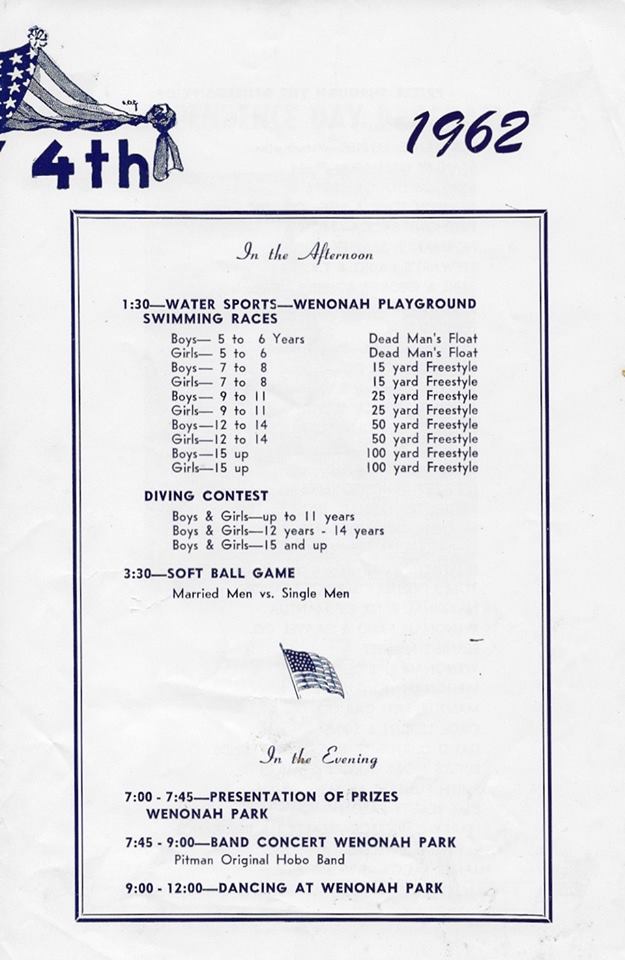 4th
1962
In the Afternoon
1:30—WATER SPORTS—WENONAH PLAYGROUND
SWIMMING RACES
Boys— 5 to 6 Years Dead Man's Float
Girls— 5 to 6 Dead Man's Float
Boys— 7 to 8 15 yard Freestyle
Girls— 7 to 8 15 yard Freestyle
Boys— 9 to 11 25 yard Freestyle
Girls— 9 to 11 25 yard Freestyle
Boys—12 to 14 50 yard Freestyle
Girls—12 to 14 50 yard Freestyle
Boys—15 up 100 yard Freestyle
Girls—15 up 100 yard Freestyle
DIVING CONTEST
Boys & Girls—up to 11 years
Boys & Girls—12 years - 14 years
Boys & Girls—15 and up
3:30—SOFT BALL GAME
Married Men vs. Single Men
In the Evening
7:00 - 7:45—PRESENTATION OF PRIZES
WENONAH PARK
7:45 - 9:00—BAND CONCERT WENONAH PARK
Pitman Original Hobo Band
9:00 - 12:00—DANCING AT WENONAH PARK